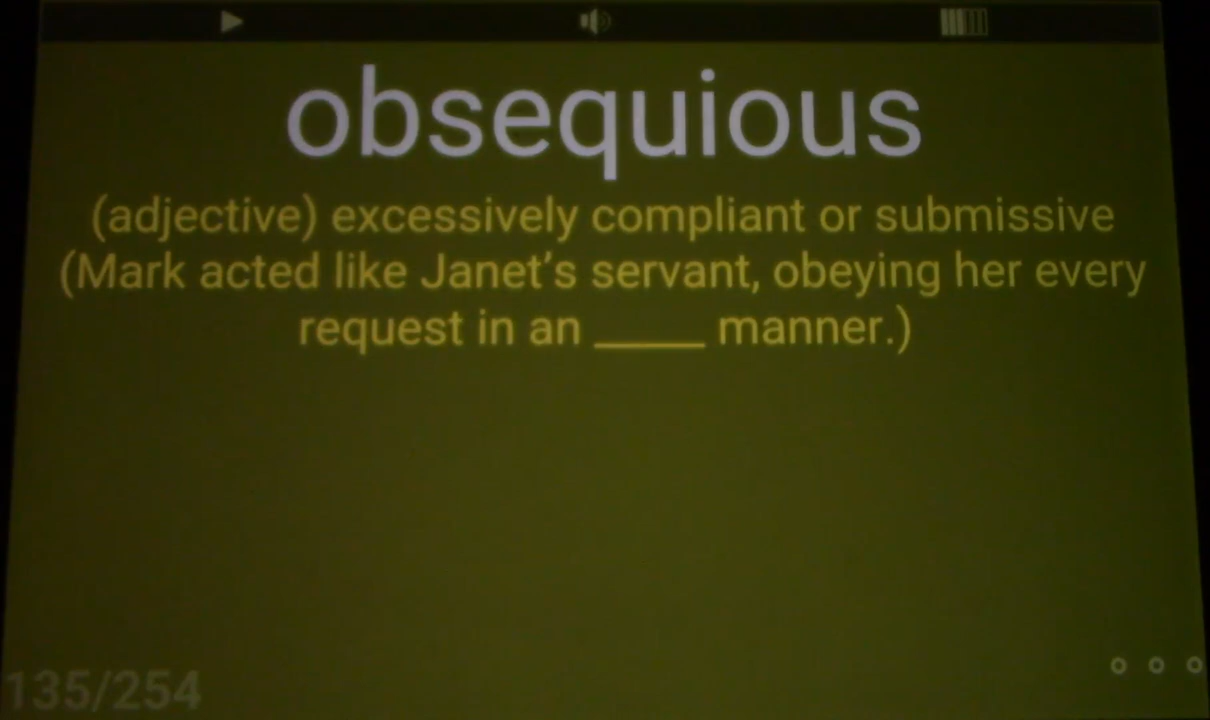 obsequious
(adjective) excessively compliant or submissive
(Mark acted like Janet’s servant, obeying her every
request in an _____ manner.)
135/254